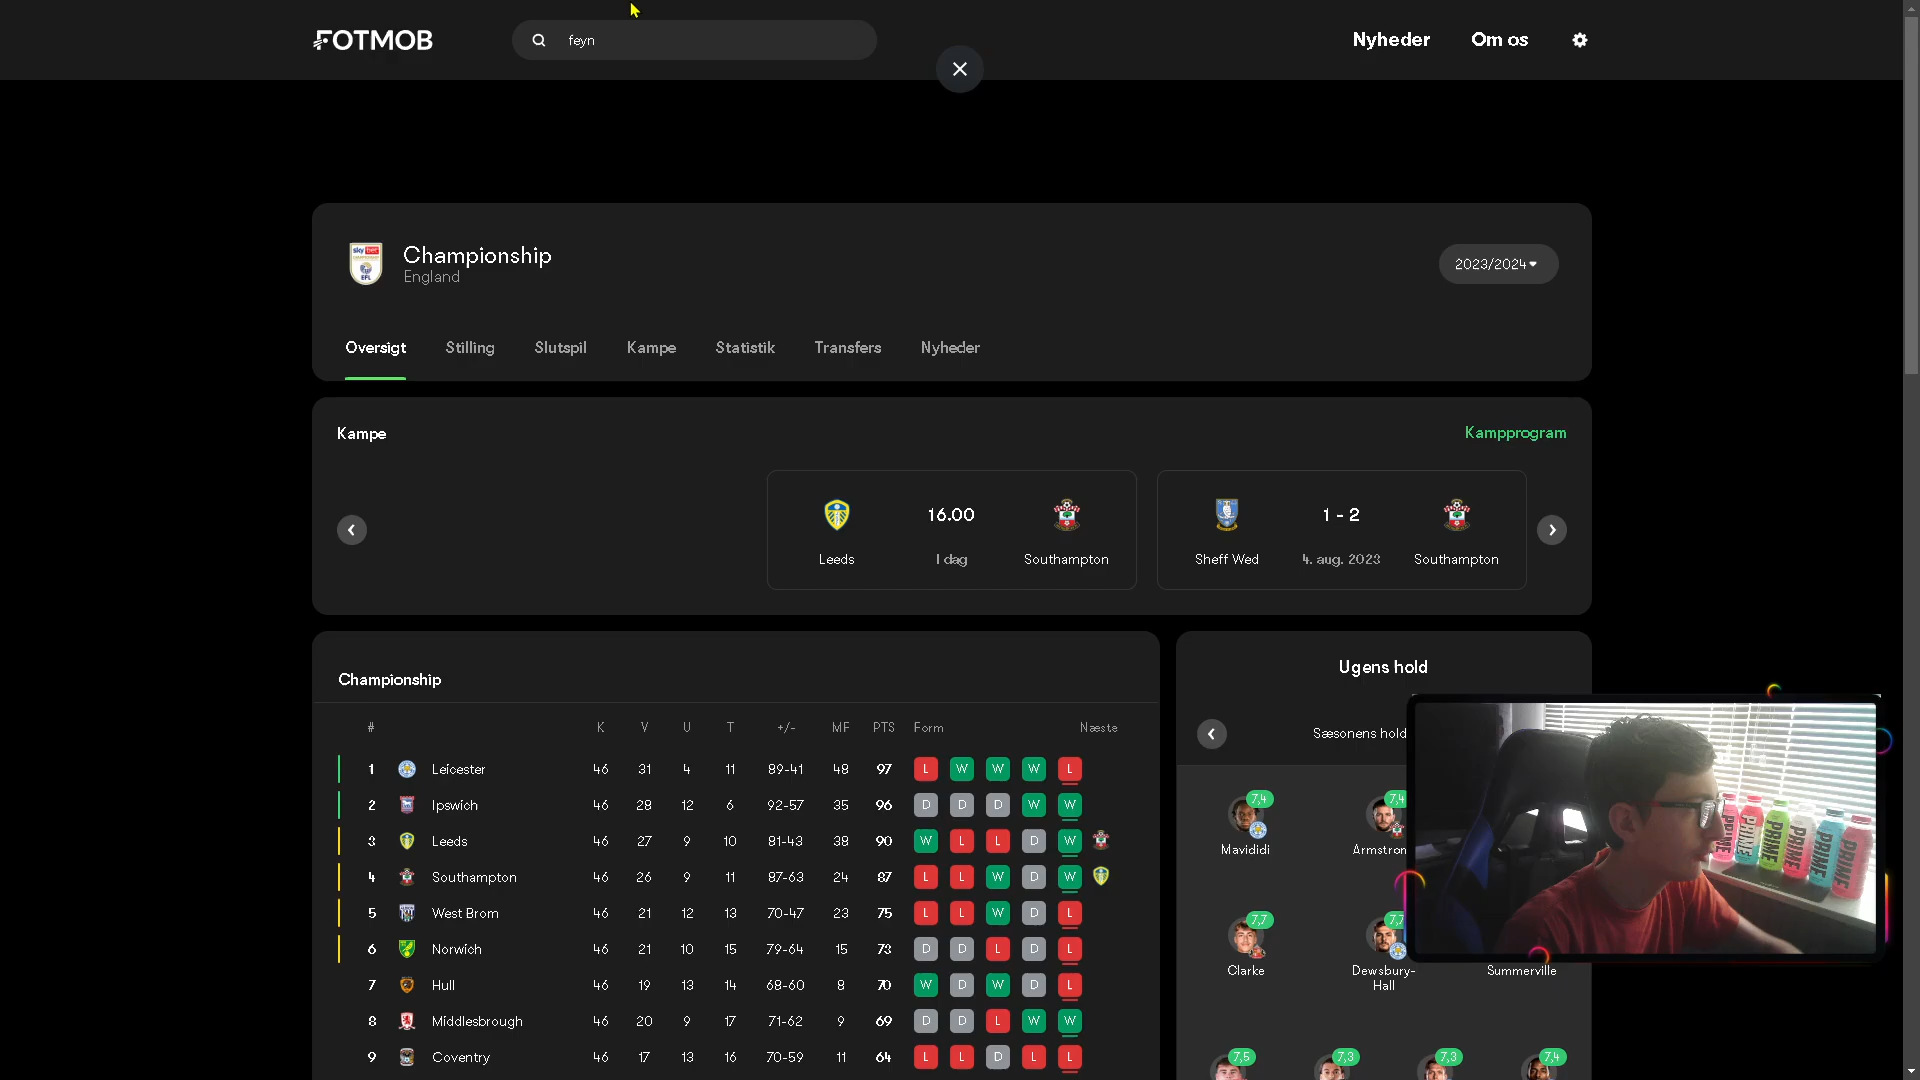 FOTMOB
feyn
Nyheder
Om os
Championship
England
2023/2024
Oversigt
Stilling
Slutspil
Kampe
Statistik
Transfers
Nyheder
Kampe
Kampprogram
16.00
Leeds
1 dag
Southampton
1 - 2
Sheff Wed
4. aug. 2023
Southampton
Championship
# K V U T +/- MF PTS Form Næste
1 Leicester 46 31 4 11 89-41 48 97 L W W W L
2 Ipswich 46 28 12 6 92-57 35 96 D D D W W
3 Leeds 46 27 9 10 81-43 38 90 W L L D W
4 Southampton 46 26 9 11 87-63 24 87 L L W D W
5 West Brom 46 21 12 13 70-47 23 75 L L W D L
6 Norwich 46 21 10 15 79-64 15 73 D D L D L
7 Hull 46 19 13 14 68-60 8 70 W D W D L
8 Middlesbrough 46 20 9 17 71-62 9 69 D D L W W
9 Coventry 46 17 13 16 70-59 11 64 L L D L L
Ugens hold
Sæsonens hold
7,4
7,4
Mavididi
Armstron
7,7
7,7
Clarke
Dewsbury-
Hall
Summerville
7,5
7,3
7,3
7,4
PRIME
PRIME
PRIME
PRIME
PRIME
PRIME